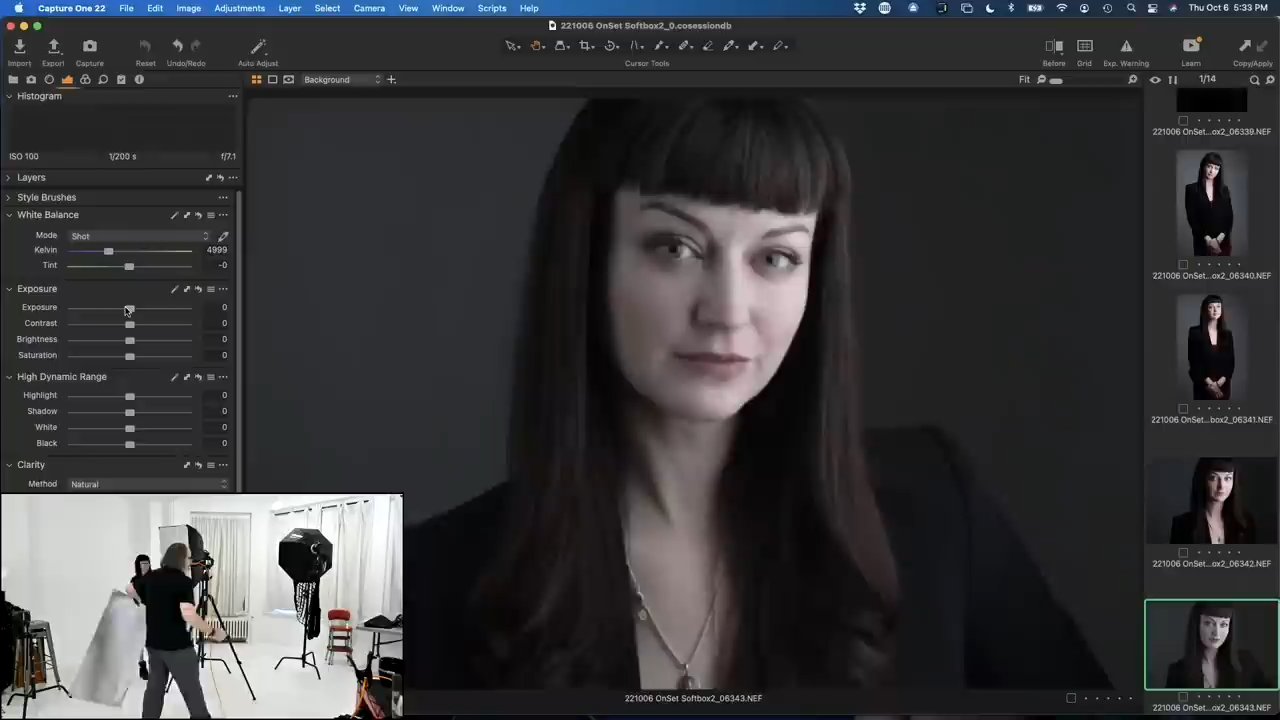 Capture One 22 File Edit Image Adjustments Layer Select Camera View Window Scripts Help Thu Oct 6 5:33 PM
221006 OnSet Softbox2_0.cosessiondb
Import Export Capture Reset Undo/Redo Auto Adjust Cursor Tools Before Grid Exp. Warning Learn Copy/Apply
Background Fit 1/14
Histogram
ISO 100 1/200 s f/7.1
Layers
Style Brushes
White Balance
Mode Shot
Kelvin 4999
Tint -0
Exposure
Exposure 0
Contrast 0
Brightness 0
Saturation 0
High Dynamic Range
Highlight 0
Shadow 0
White 0
Black 0
Clarity
Method Natural
221006 OnSet Softbox2_06343.NEF
221006 OnSet...ox2_06339.NEF
221006 OnSet...ox2_06340.NEF
221006 OnSet...box2_06341.NEF
221006 OnSet...ox2_06342.NEF
221006 OnSet...ox2_06343.NEF